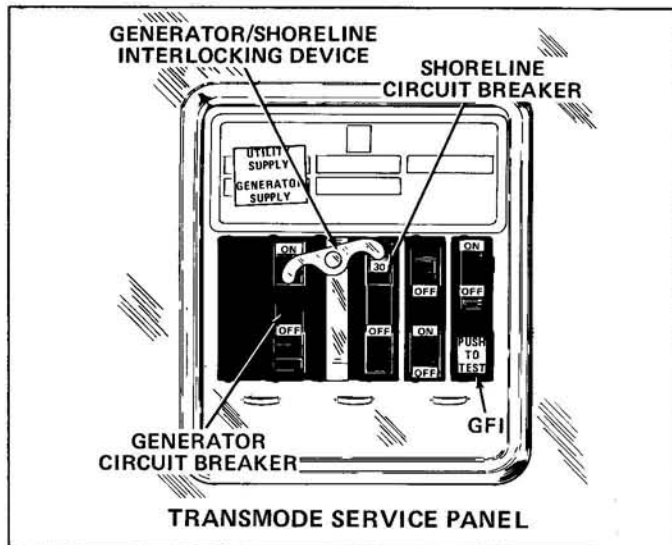 GENERATOR/SHORELINE
INTERLOCKING DEVICE
SHORELINE
CIRCUIT BREAKER
UTILITY
SUPPLY
GENERATOR
SUPPLY
ON
30
ON
OFF
OFF
OFF
OFF
ON
OFF
PUSH
TO
TEST
GFI
GENERATOR
CIRCUIT BREAKER
TRANSMODE SERVICE PANEL